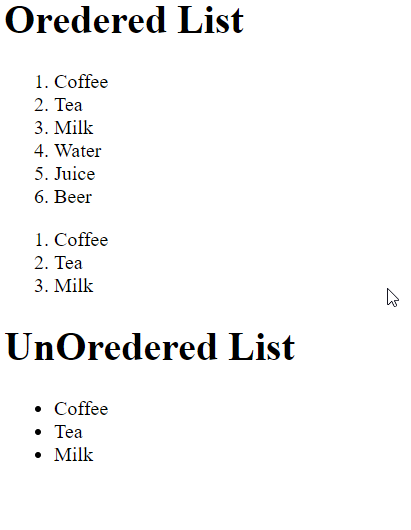 Oredered List
1. Coffee
2. Tea
3. Milk
4. Water
5. Juice
6. Beer
1. Coffee
2. Tea
3. Milk
UnOredered List
• Coffee
• Tea
• Milk